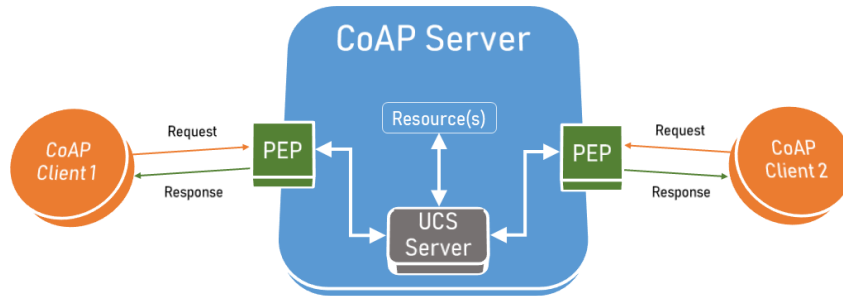 CoAP Server
Resource(s)
Request
PEP
CoAP
Client 1
Response
UCS
Server
PEP
Request
CoAP
Client 2
Response